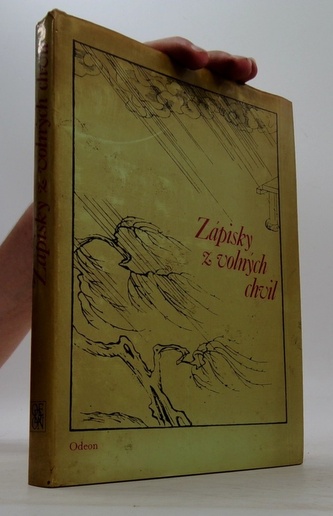 Zápisky
z volných
chvil
Odeon
Zápisky z volných chvil